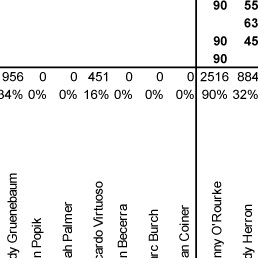 90 55
63
90 45
90
956 0 0 451 0 0 0 2516 884
34% 0% 0% 16% 0% 0% 0% 90% 32%
dy Gruenebaum
n Popik
ah Palmer
cardo Virtuoso
n Becerra
arc Burch
an Coiner
nny O'Rourke
dy Herron